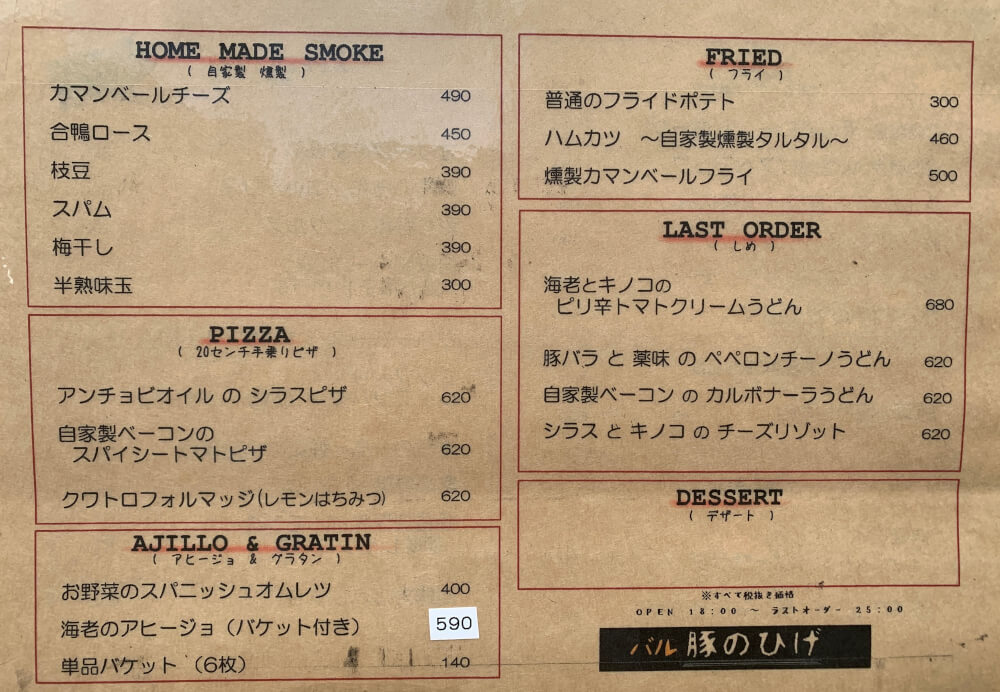 HOME MADE SMOKE
( 自家製 燻製 )
カマンベールチーズ 490
合鴨ロース 450
枝豆 390
スパム 390
梅干し 390
半熟味玉 300
PIZZA
( 20センチ手乗りピザ )
アンチョビオイル の シラスピザ 620
自家製ベーコンの
スパイシートマトピザ 620
クワトロフォルマッジ(レモンはちみつ) 620
AJILLO & GRATIN
( アヒージョ & グラタン )
お野菜のスパニッシュオムレツ 400
海老のアヒージョ（バケット付き） 590
単品バケット（6枚） 140
FRIED
( フライ )
普通のフライドポテト 300
ハムカツ ～自家製燻製タルタル～ 460
燻製カマンベールフライ 500
LAST ORDER
( しめ )
海老とキノコの
ピリ辛トマトクリームうどん 680
豚バラ と 薬味 の ペペロンチーノうどん 620
自家製ベーコン の カルボナーラうどん 620
シラス と キノコ の チーズリゾット 620
DESSERT
( デザート )
※すべて税抜き価格
OPEN 18:00 ～ ラストオーダー 25:00
バル 豚のひげ